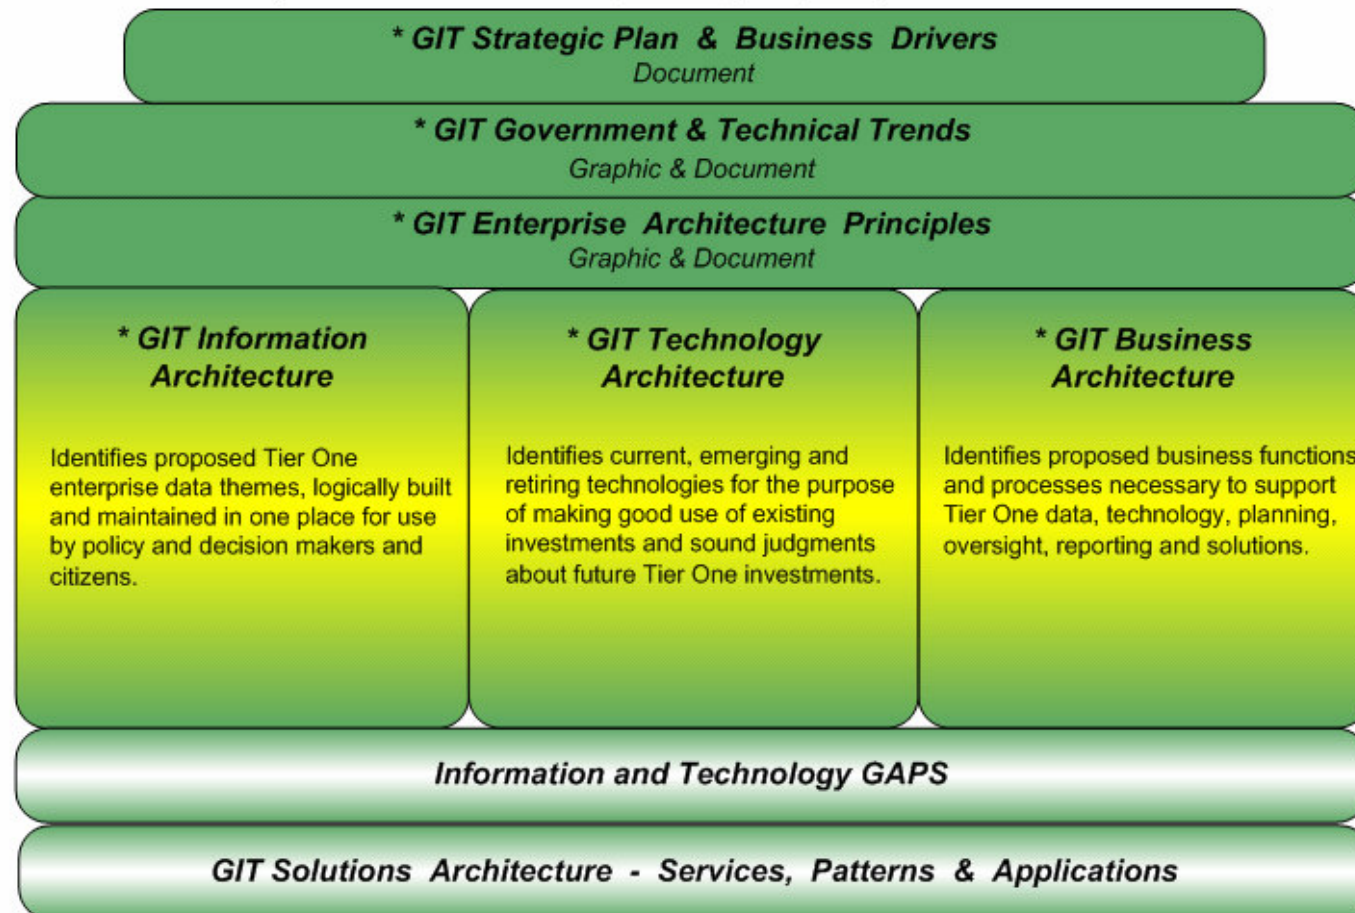 * GIT Strategic Plan & Business Drivers
Document
* GIT Government & Technical Trends
Graphic & Document
* GIT Enterprise Architecture Principles
Graphic & Document
* GIT Information
Architecture
Identifies proposed Tier One
enterprise data themes, logically built
and maintained in one place for use
by policy and decision makers and
citizens.
* GIT Technology
Architecture
Identifies current, emerging and
retiring technologies for the purpose
of making good use of existing
investments and sound judgments
about future Tier One investments.
* GIT Business
Architecture
Identifies proposed business functions
and processes necessary to support
Tier One data, technology, planning,
oversight, reporting and solutions.
Information and Technology GAPS
GIT Solutions Architecture - Services, Patterns & Applications